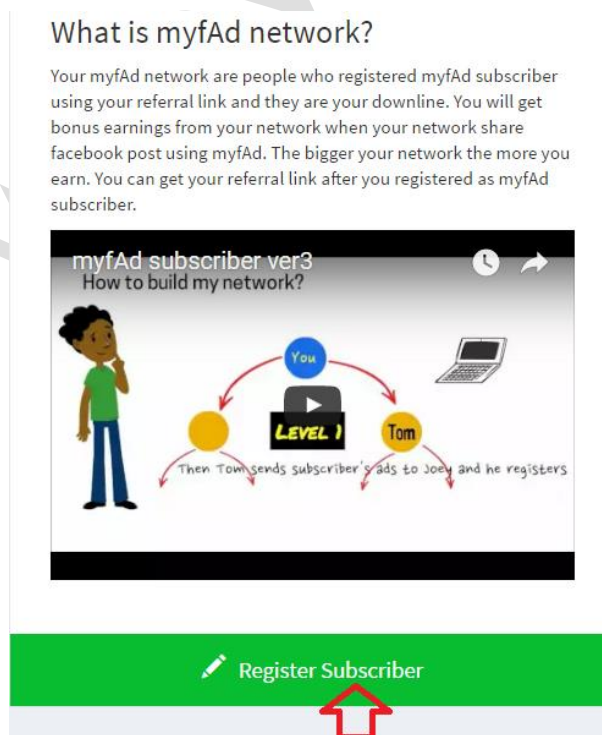 What is myfAd network?
Your myfAd network are people who registered myfAd subscriber
using your referral link and they are your downline. You will get
bonus earnings from your network when your network share
facebook post using myfAd. The bigger your network the more you
earn. You can get your referral link after you registered as myfAd
subscriber.
myfAd subscriber ver3
How to build my network?
You
LEVEL 1
Tom
Then Tom sends subscriber's ads to Joey and he registers
Register Subscriber